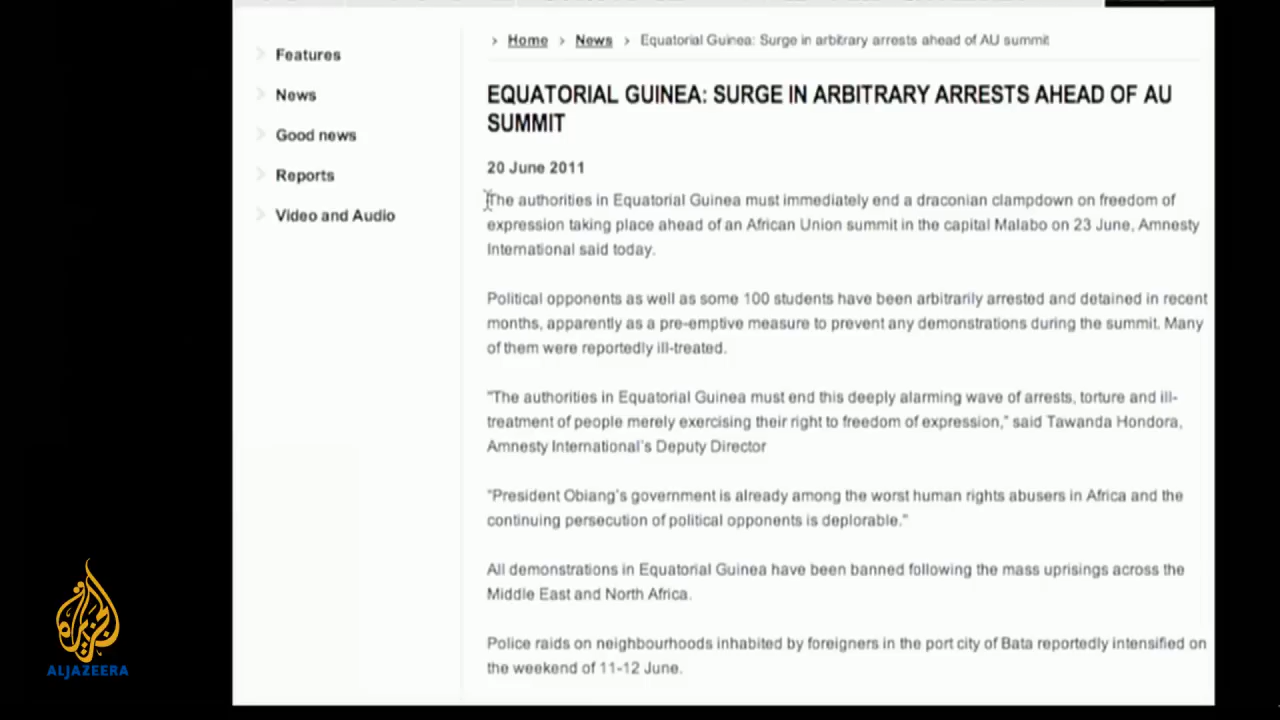 Features
News
Good news
Reports
Video and Audio
Home News Equatorial Guinea: Surge in arbitrary arrests ahead of AU summit
EQUATORIAL GUINEA: SURGE IN ARBITRARY ARRESTS AHEAD OF AU
SUMMIT
20 June 2011
The authorities in Equatorial Guinea must immediately end a draconian clampdown on freedom of
expression taking place ahead of an African Union summit in the capital Malabo on 23 June, Amnesty
International said today.
Political opponents as well as some 100 students have been arbitrarily arrested and detained in recent
months, apparently as a pre-emptive measure to prevent any demonstrations during the summit. Many
of them were reportedly ill-treated.
"The authorities in Equatorial Guinea must end this deeply alarming wave of arrests, torture and ill-
treatment of people merely exercising their right to freedom of expression," said Tawanda Hondora,
Amnesty International's Deputy Director
"President Obiang's government is already among the worst human rights abusers in Africa and the
continuing persecution of political opponents is deplorable."
All demonstrations in Equatorial Guinea have been banned following the mass uprisings across the
Middle East and North Africa.
Police raids on neighbourhoods inhabited by foreigners in the port city of Bata reportedly intensified on
the weekend of 11-12 June.
ALJAZEERA